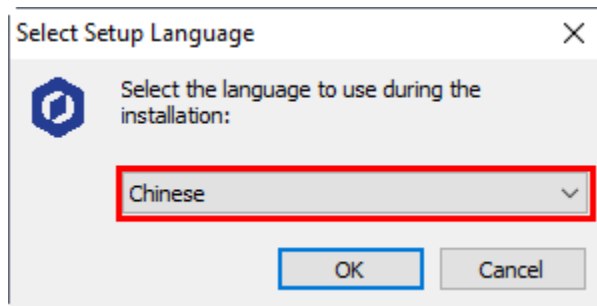 Select Setup Language
Select the language to use during the
installation:
Chinese
OK
Cancel